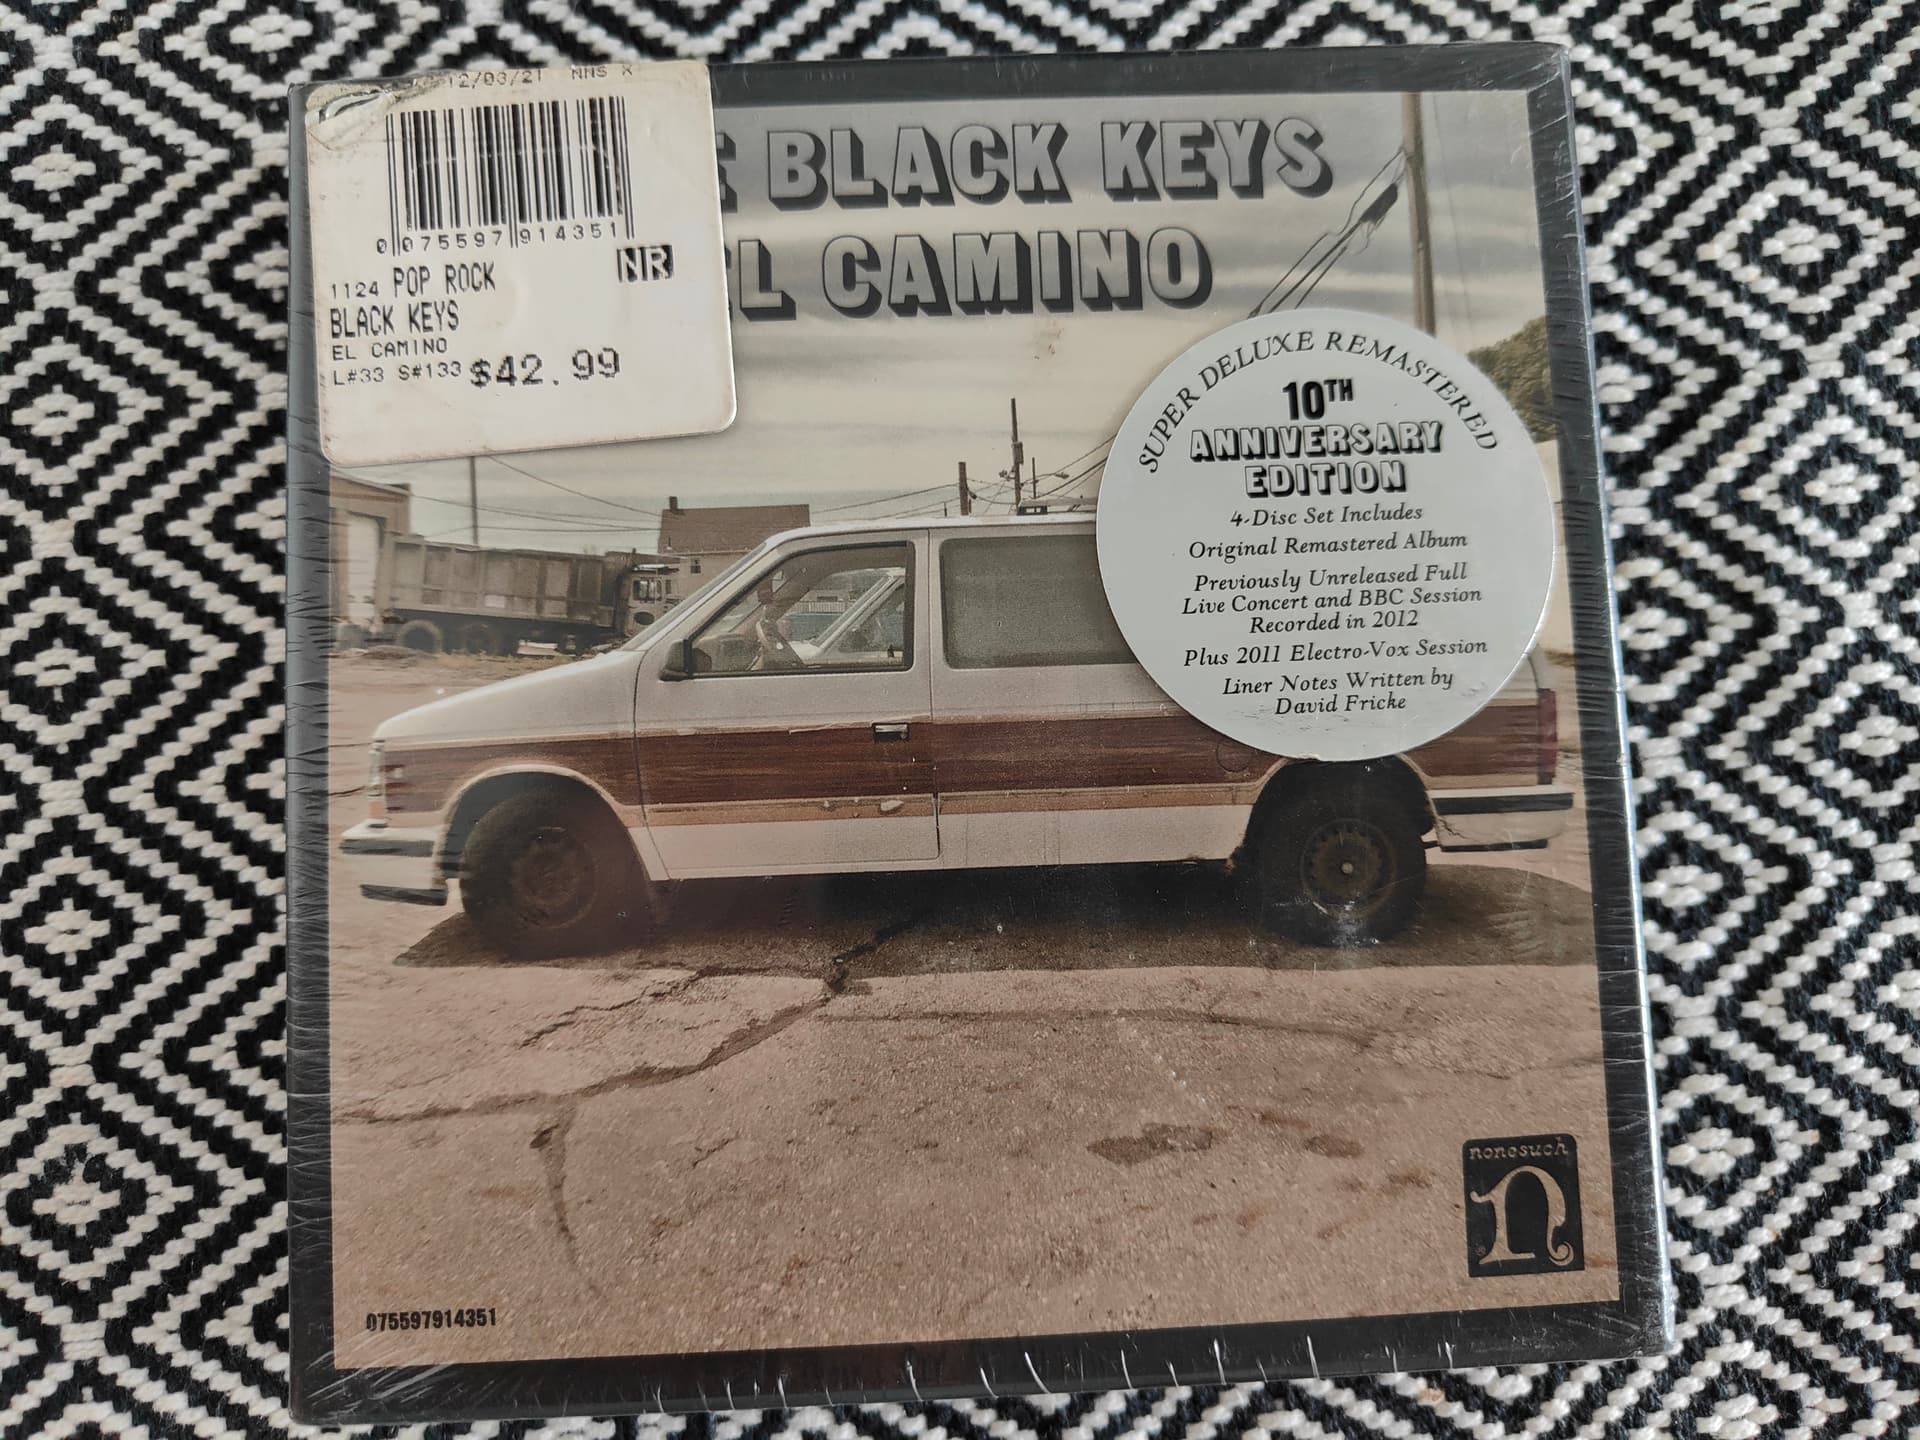 12/03/21 NNS X
0 075597 914351
NR
1124 POP ROCK
BLACK KEYS
EL CAMINO
L#33 S#133 $42.99
BLACK KEYS
EL CAMINO
SUPER DELUXE REMASTERED
10TH
ANNIVERSARY
EDITION
4-Disc Set Includes
Original Remastered Album
Previously Unreleased Full
Live Concert and BBC Session
Recorded in 2012
Plus 2011 Electro-Vox Session
Liner Notes Written by
David Fricke
nonesuch
n
075597914351